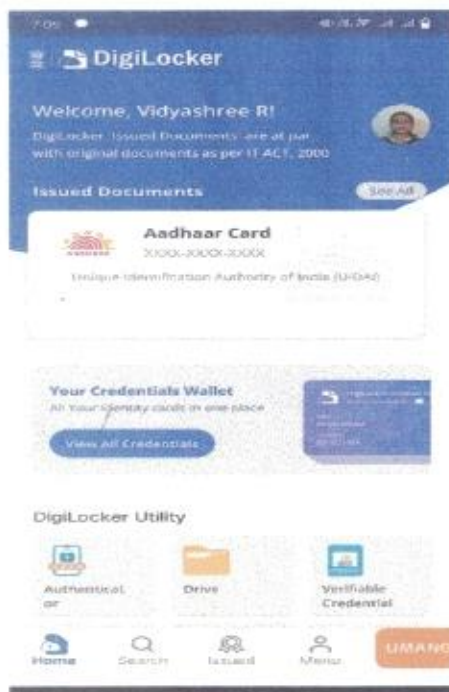 7:09
DigiLocker
Welcome, Vidyashree R!
DigiLocker 'Issued Documents' are at par
with original documents as per IT ACT, 2000
Issued Documents
See All
Aadhaar Card
XXXX-XXXX-XXXX
Unique Identification Authority of India (UIDAI)
Your Credentials Wallet
All Your identity cards in one place
View All Credentials
DigiLocker Utility
Authenticat
or
Drive
Verifiable
Credential
Home
Search
Issued
Menu
UMANG